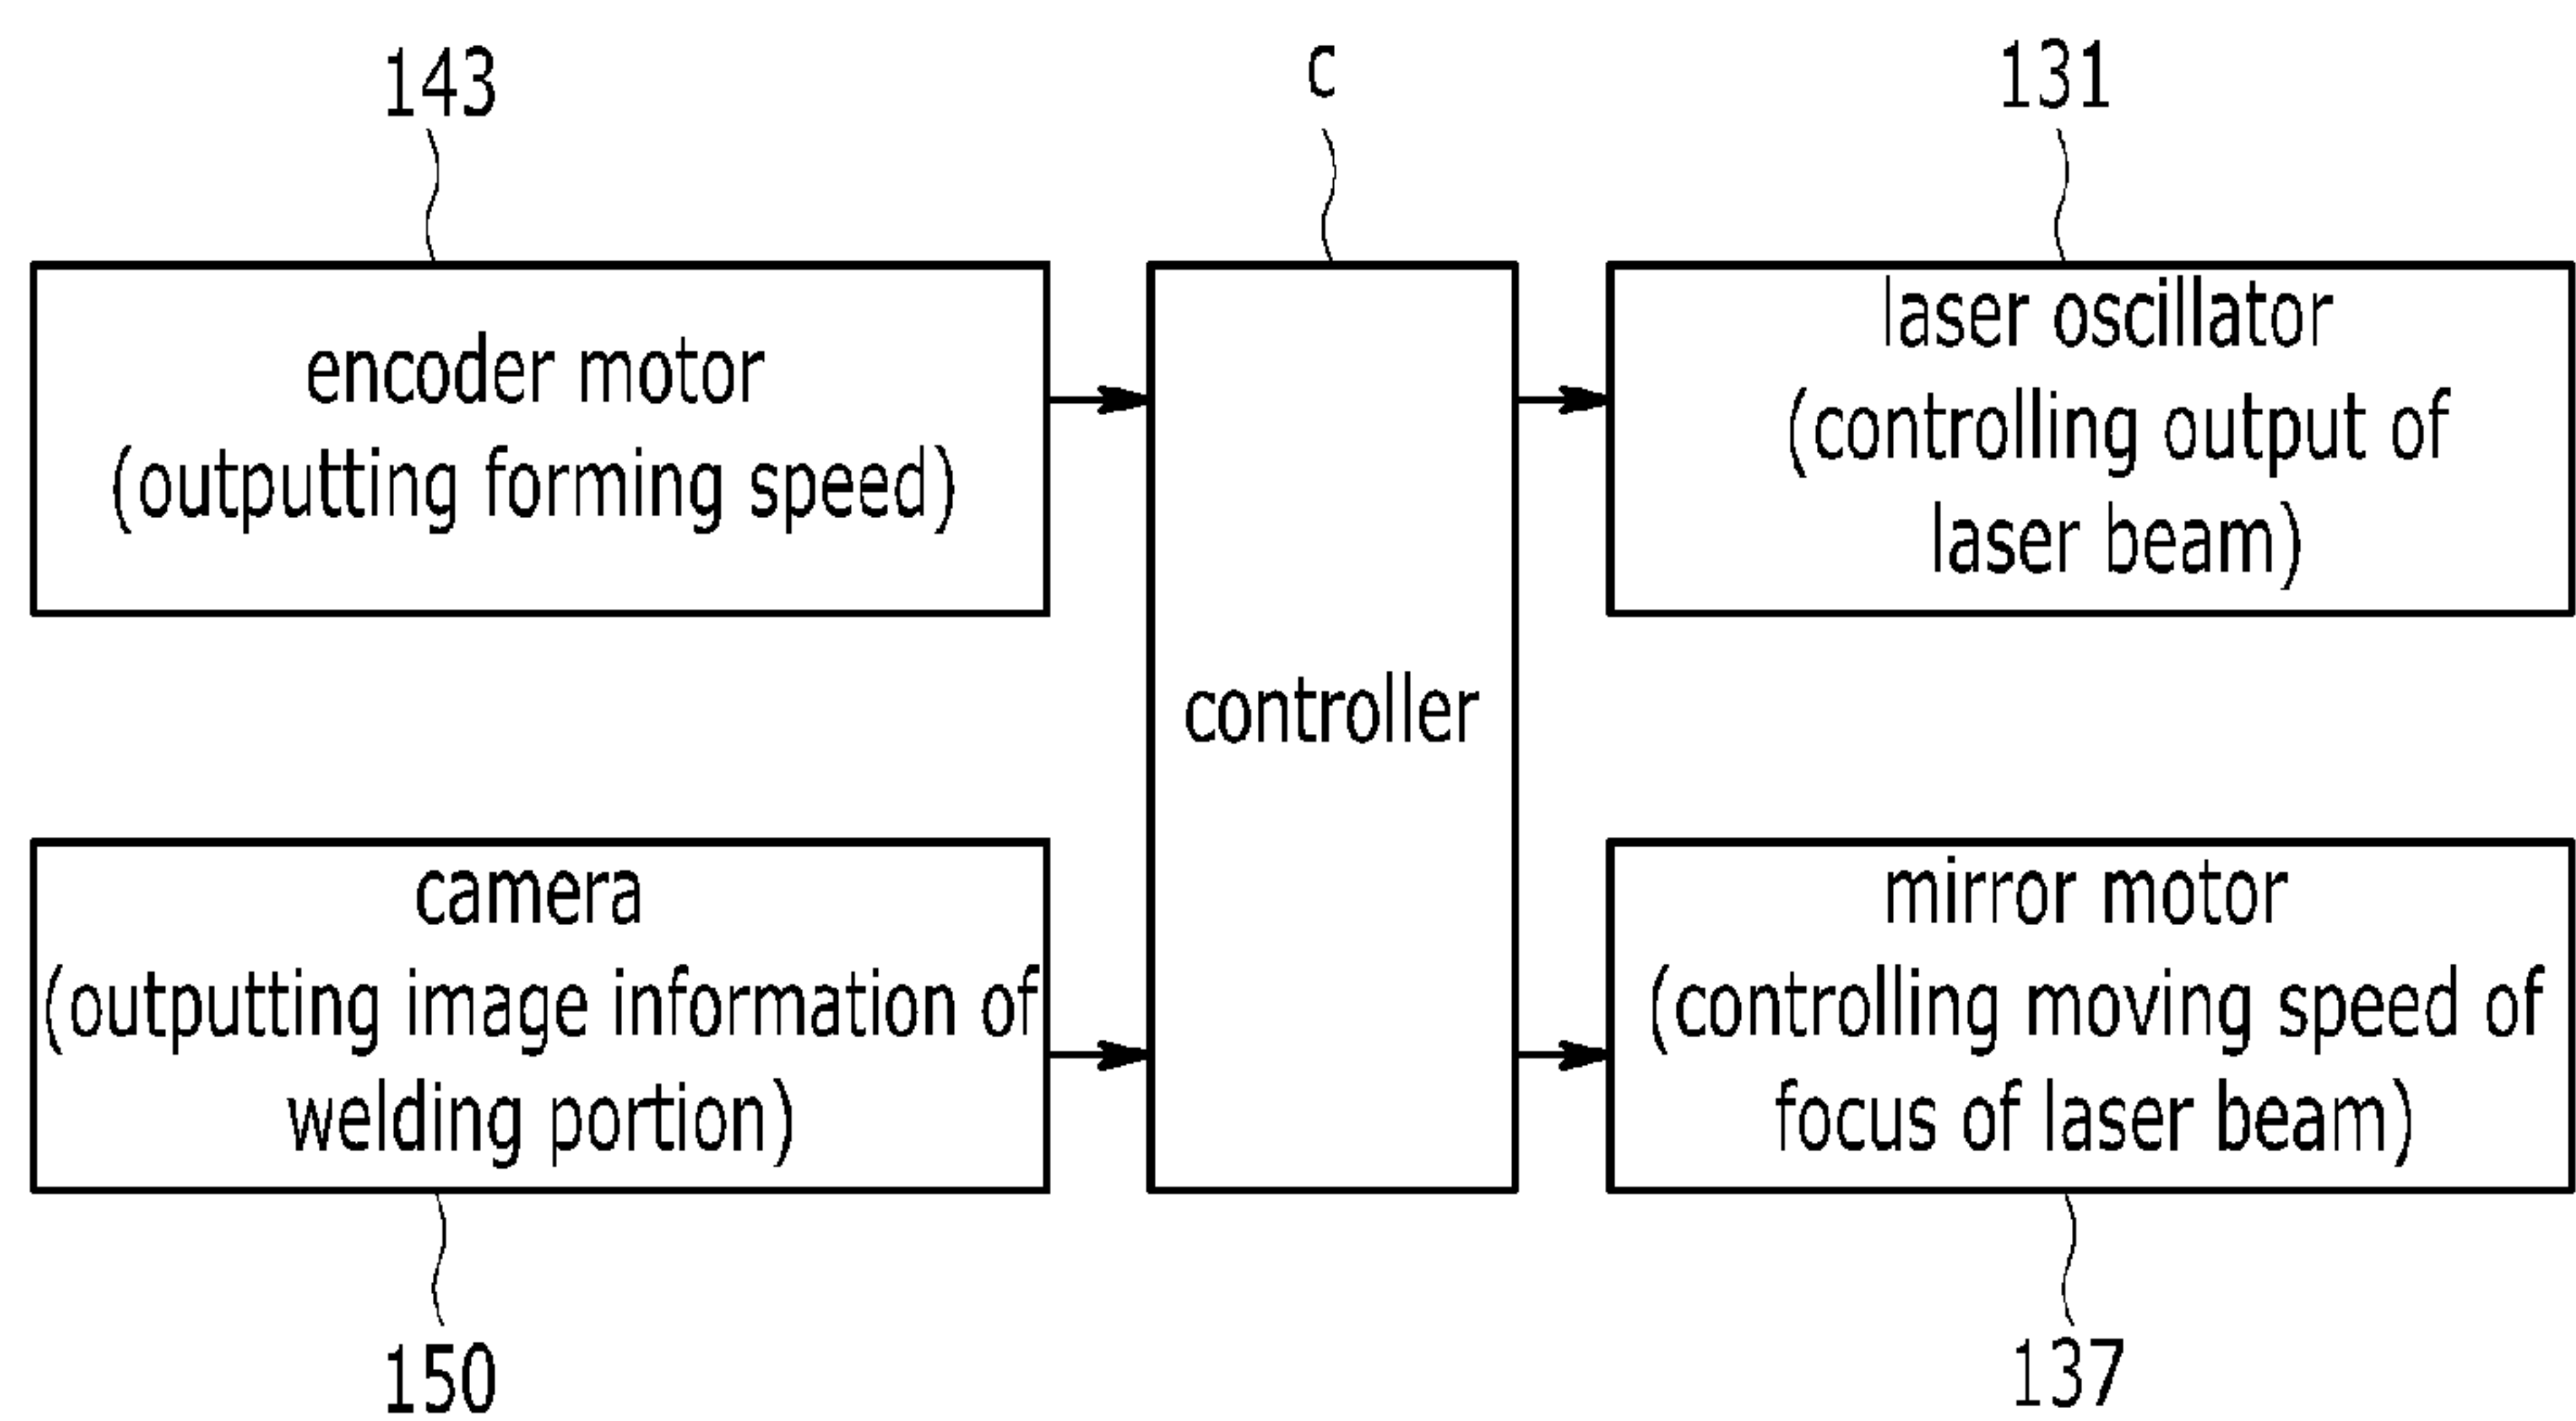 143
C
131
encoder motor
(outputting forming speed)
laser oscillator
(controlling output of
laser beam)
controller
camera
(outputting image information of
welding portion)
mirror motor
(controlling moving speed of
focus of laser beam)
150
137